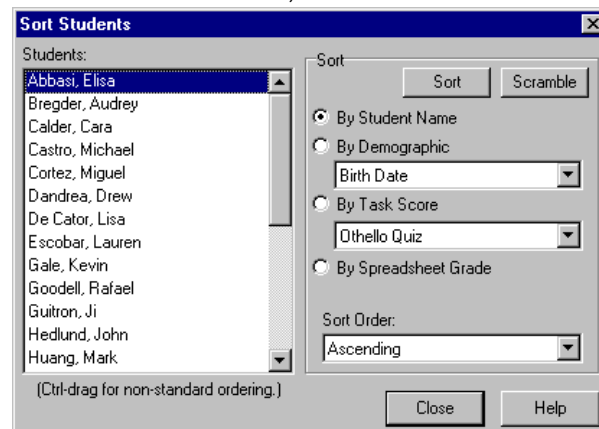 Sort Students
Students:
Abbasi, Elisa
Bregder, Audrey
Calder, Cara
Castro, Michael
Cortez, Miguel
Dandrea, Drew
De Cator, Lisa
Escobar, Lauren
Gale, Kevin
Goodell, Rafael
Guitron, Ji
Hedlund, John
Huang, Mark
(Ctrl-drag for non-standard ordering.)
Sort
Sort Scramble
By Student Name
By Demographic
Birth Date
By Task Score
Othello Quiz
By Spreadsheet Grade
Sort Order:
Ascending
Close Help